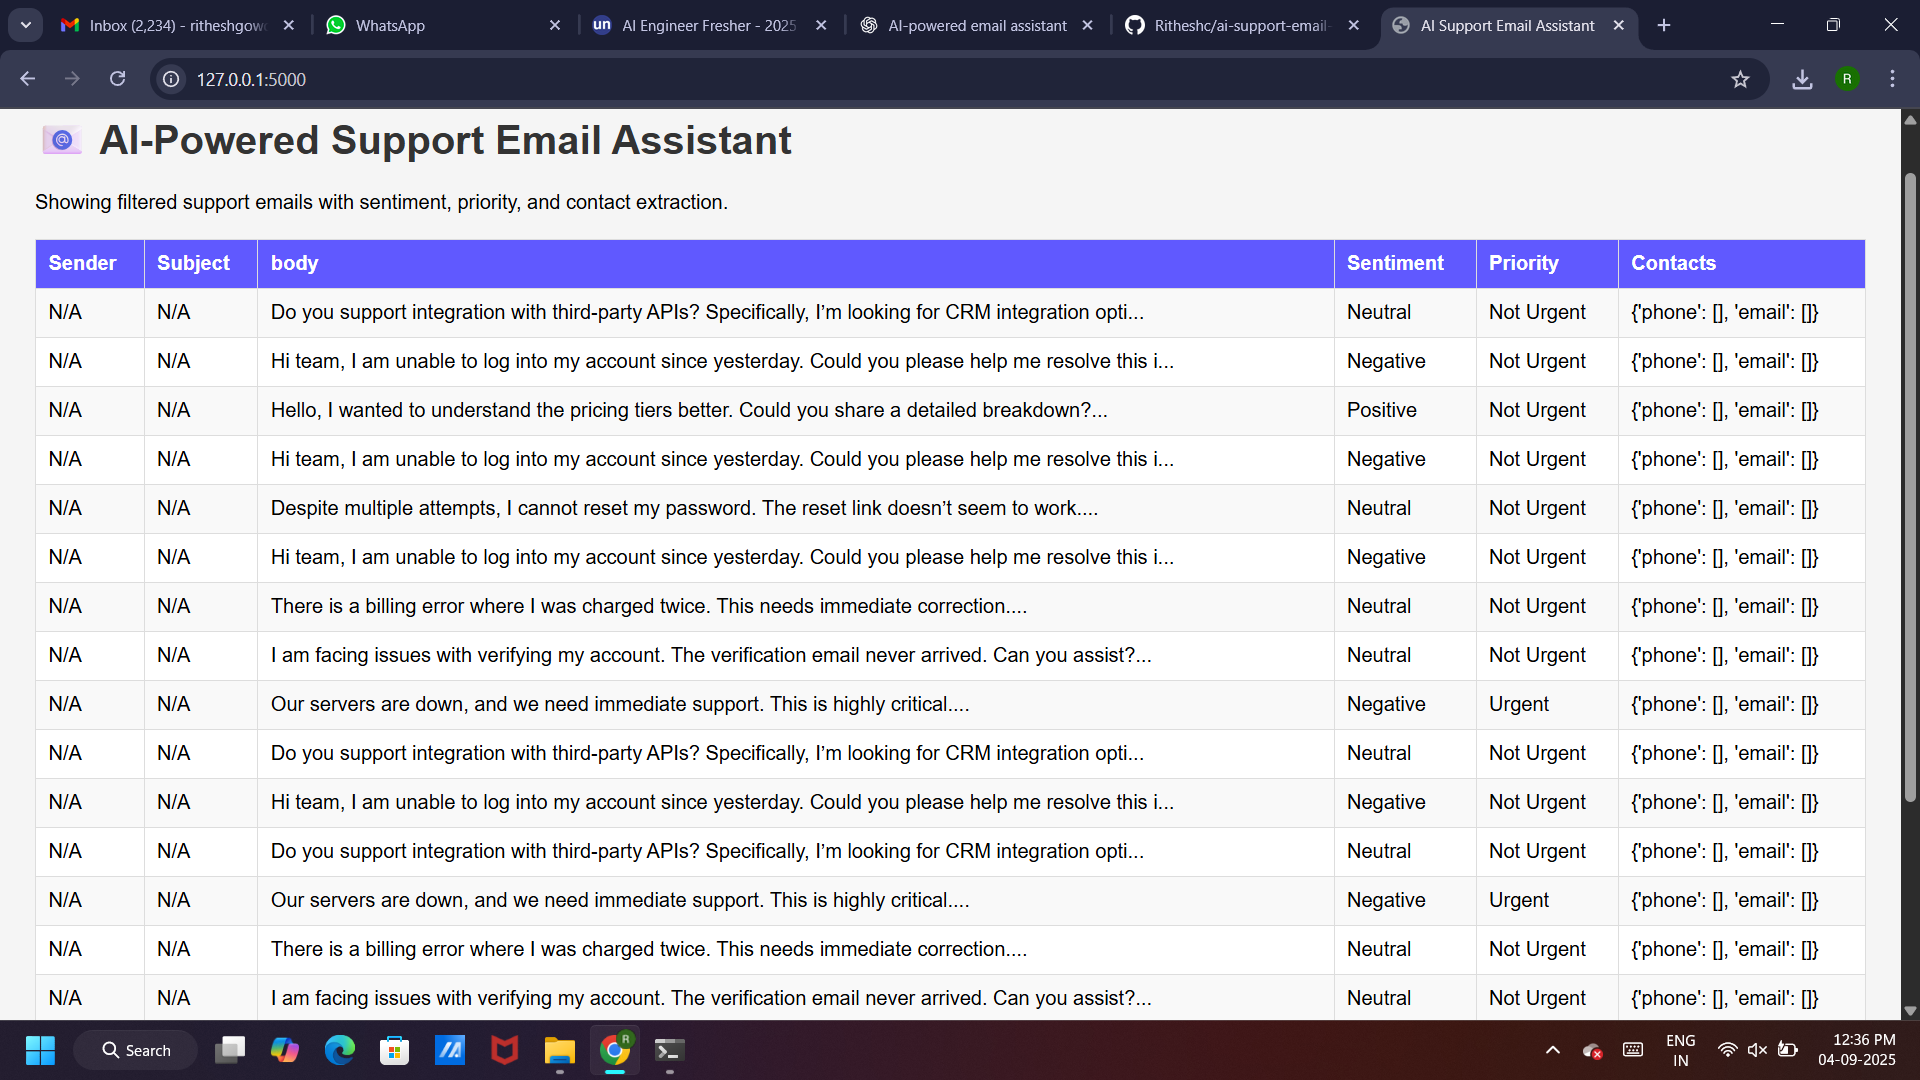 Inbox (2,234) - ritheshgow
WhatsApp
AI Engineer Fresher - 2025
AI-powered email assistant
Ritheshc/ai-support-email-
AI Support Email Assistant
127.0.0.1:5000
R
AI-Powered Support Email Assistant
Showing filtered support emails with sentiment, priority, and contact extraction.
Sender Subject body Sentiment Priority Contacts
N/A N/A Do you support integration with third-party APIs? Specifically, I’m looking for CRM integration opti... Neutral Not Urgent {'phone': [], 'email': []}
N/A N/A Hi team, I am unable to log into my account since yesterday. Could you please help me resolve this i... Negative Not Urgent {'phone': [], 'email': []}
N/A N/A Hello, I wanted to understand the pricing tiers better. Could you share a detailed breakdown?... Positive Not Urgent {'phone': [], 'email': []}
N/A N/A Hi team, I am unable to log into my account since yesterday. Could you please help me resolve this i... Negative Not Urgent {'phone': [], 'email': []}
N/A N/A Despite multiple attempts, I cannot reset my password. The reset link doesn’t seem to work.... Neutral Not Urgent {'phone': [], 'email': []}
N/A N/A Hi team, I am unable to log into my account since yesterday. Could you please help me resolve this i... Negative Not Urgent {'phone': [], 'email': []}
N/A N/A There is a billing error where I was charged twice. This needs immediate correction.... Neutral Not Urgent {'phone': [], 'email': []}
N/A N/A I am facing issues with verifying my account. The verification email never arrived. Can you assist?... Neutral Not Urgent {'phone': [], 'email': []}
N/A N/A Our servers are down, and we need immediate support. This is highly critical.... Negative Urgent {'phone': [], 'email': []}
N/A N/A Do you support integration with third-party APIs? Specifically, I’m looking for CRM integration opti... Neutral Not Urgent {'phone': [], 'email': []}
N/A N/A Hi team, I am unable to log into my account since yesterday. Could you please help me resolve this i... Negative Not Urgent {'phone': [], 'email': []}
N/A N/A Do you support integration with third-party APIs? Specifically, I’m looking for CRM integration opti... Neutral Not Urgent {'phone': [], 'email': []}
N/A N/A Our servers are down, and we need immediate support. This is highly critical.... Negative Urgent {'phone': [], 'email': []}
N/A N/A There is a billing error where I was charged twice. This needs immediate correction.... Neutral Not Urgent {'phone': [], 'email': []}
N/A N/A I am facing issues with verifying my account. The verification email never arrived. Can you assist?... Neutral Not Urgent {'phone': [], 'email': []}
Search
ENG
IN
12:36 PM
04-09-2025